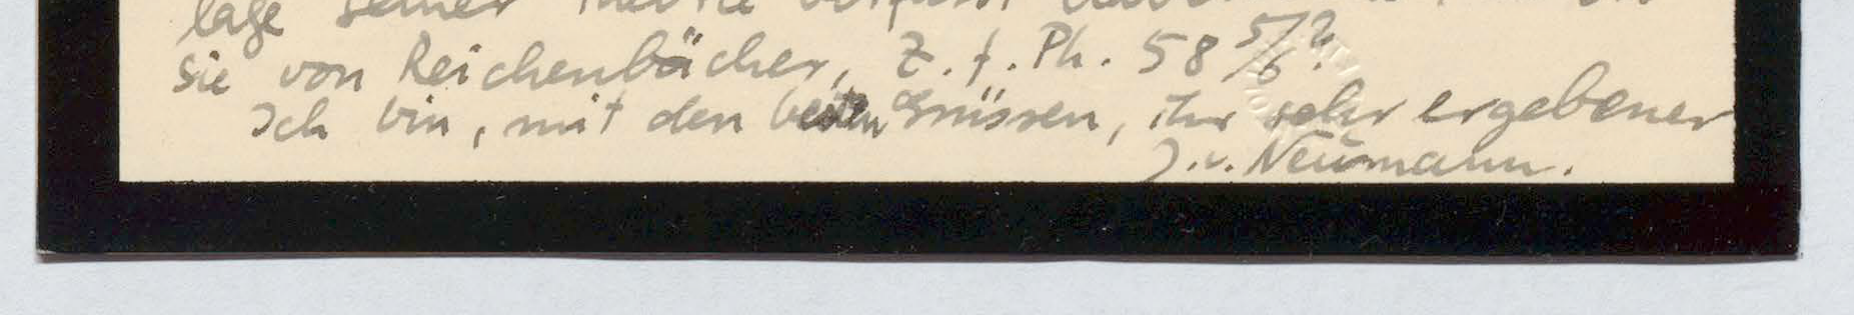 lage seiner Theorie verfasst
sie von Reichenbächer, Z. f. Ph. 58 5/6?
Ich bin, mit den besten Grüssen, Ihr sehr ergebener
J. v. Neumann.